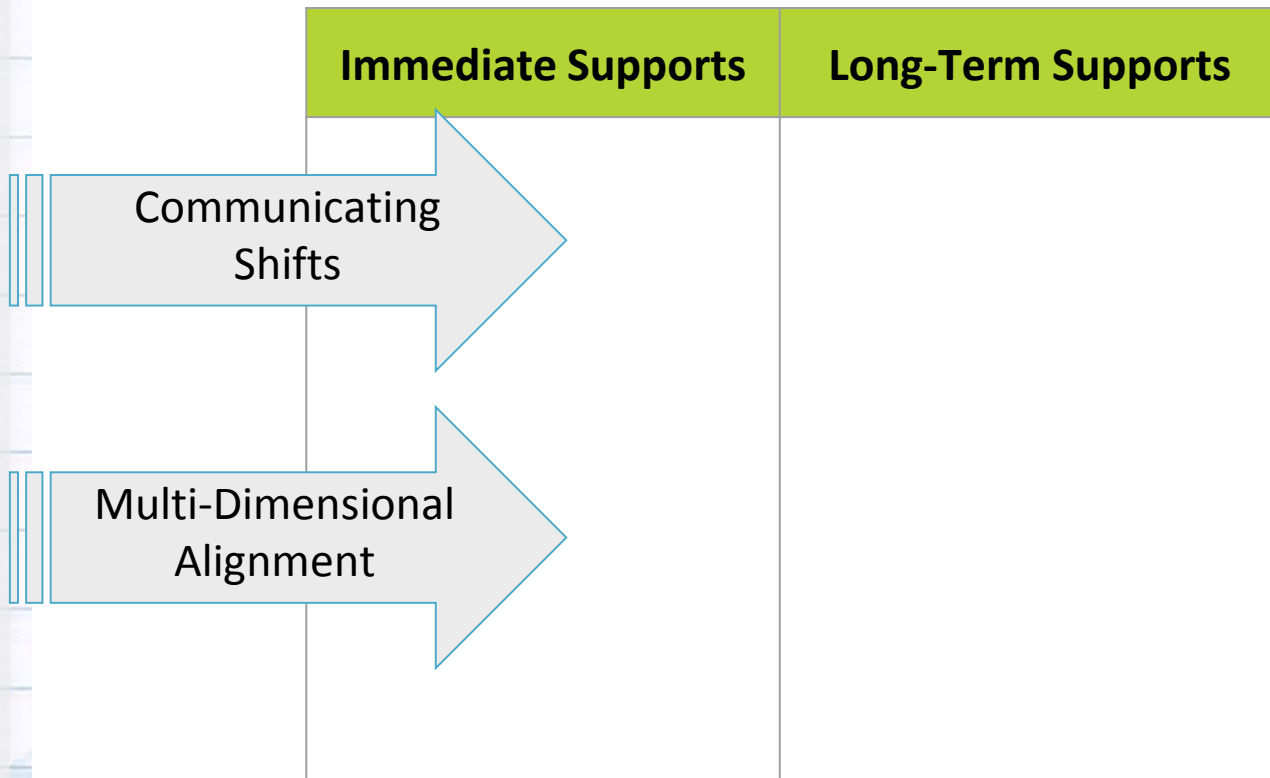 Immediate Supports
Long-Term Supports
Communicating
Shifts
Multi-Dimensional
Alignment